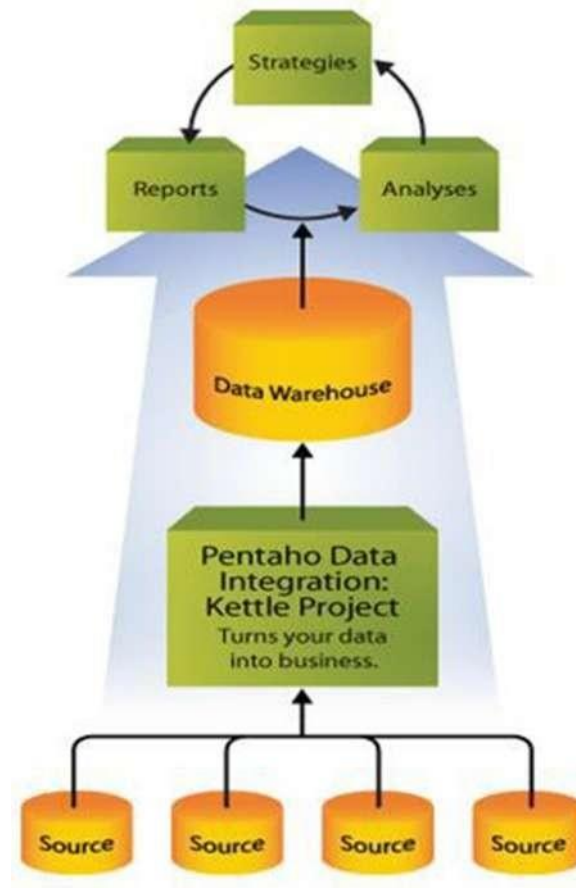 Strategies
Reports
Analyses
Data Warehouse
Pentaho Data
Integration:
Kettle Project
Turns your data
into business.
Source
Source
Source
Source